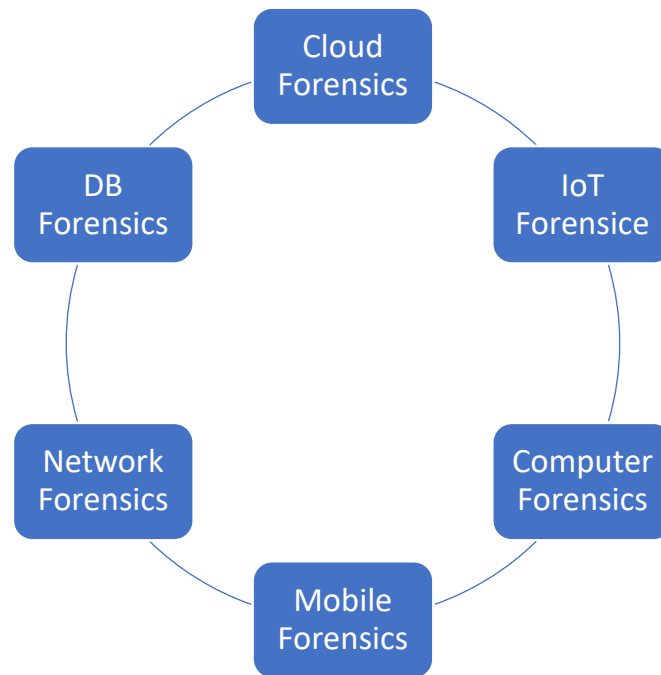 Cloud
Forensics
DB
Forensics
IoT
Forensice
Network
Forensics
Computer
Forensics
Mobile
Forensics